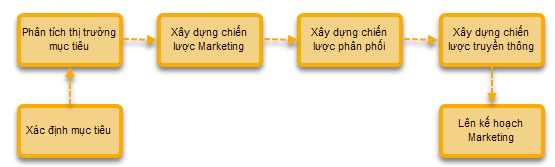 Phân tích thị trường
mục tiêu
Xây dựng chiến
lược Marketing
Xây dựng chiến
lược phân phối
Xây dựng chiến
lược truyền thông
Xác định mục tiêu
Lên kế hoạch
Marketing